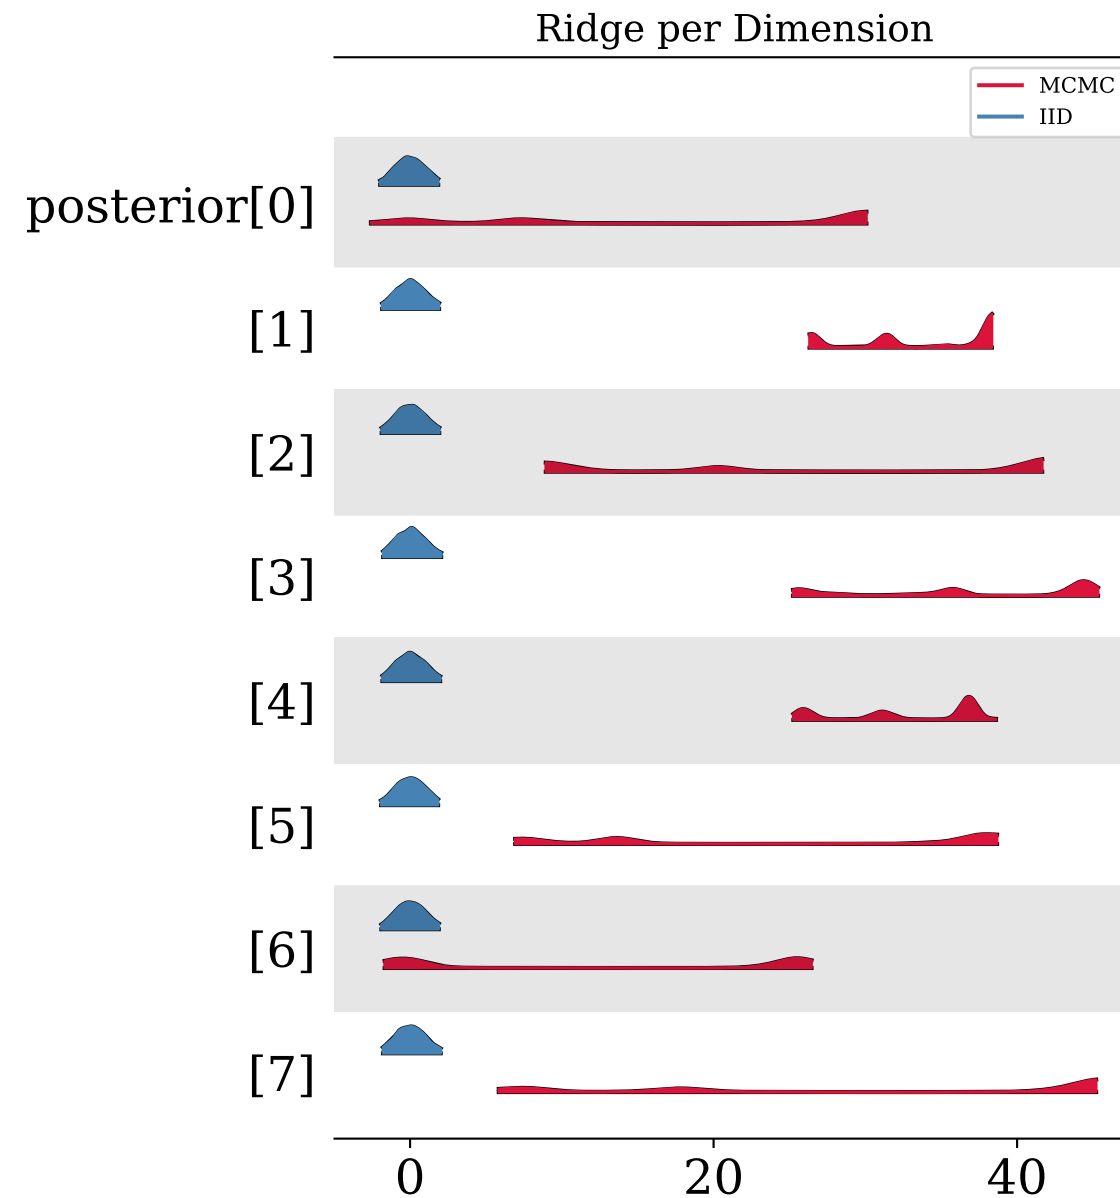 Ridge per Dimension
MCMC
IID
posterior[0]
[1]
[2]
[3]
[4]
[5]
[6]
[7]
0 20 40